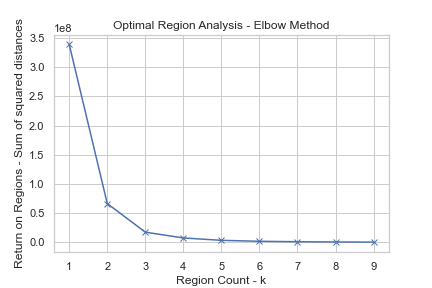 Optimal Region Analysis - Elbow Method
1e8
Return on Regions - Sum of squared distances
3.5
3.0
2.5
2.0
1.5
1.0
0.5
0.0
1 2 3 4 5 6 7 8 9
Region Count - k